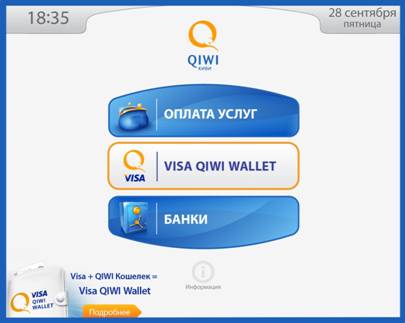 18:35
28 сентября
пятница
QIWI
КИВИ
ОПЛАТА УСЛУГ
VISA
VISA QIWI WALLET
БАНКИ
Visa + QIWI Кошелек =
Visa QIWI Wallet
VISA
QIWI
WALLET
Подробнее
Информация